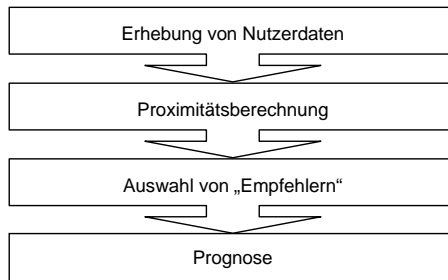 Erhebung von Nutzerdaten
Proximitätsberechnung
Auswahl von „Empfehlern“
Prognose